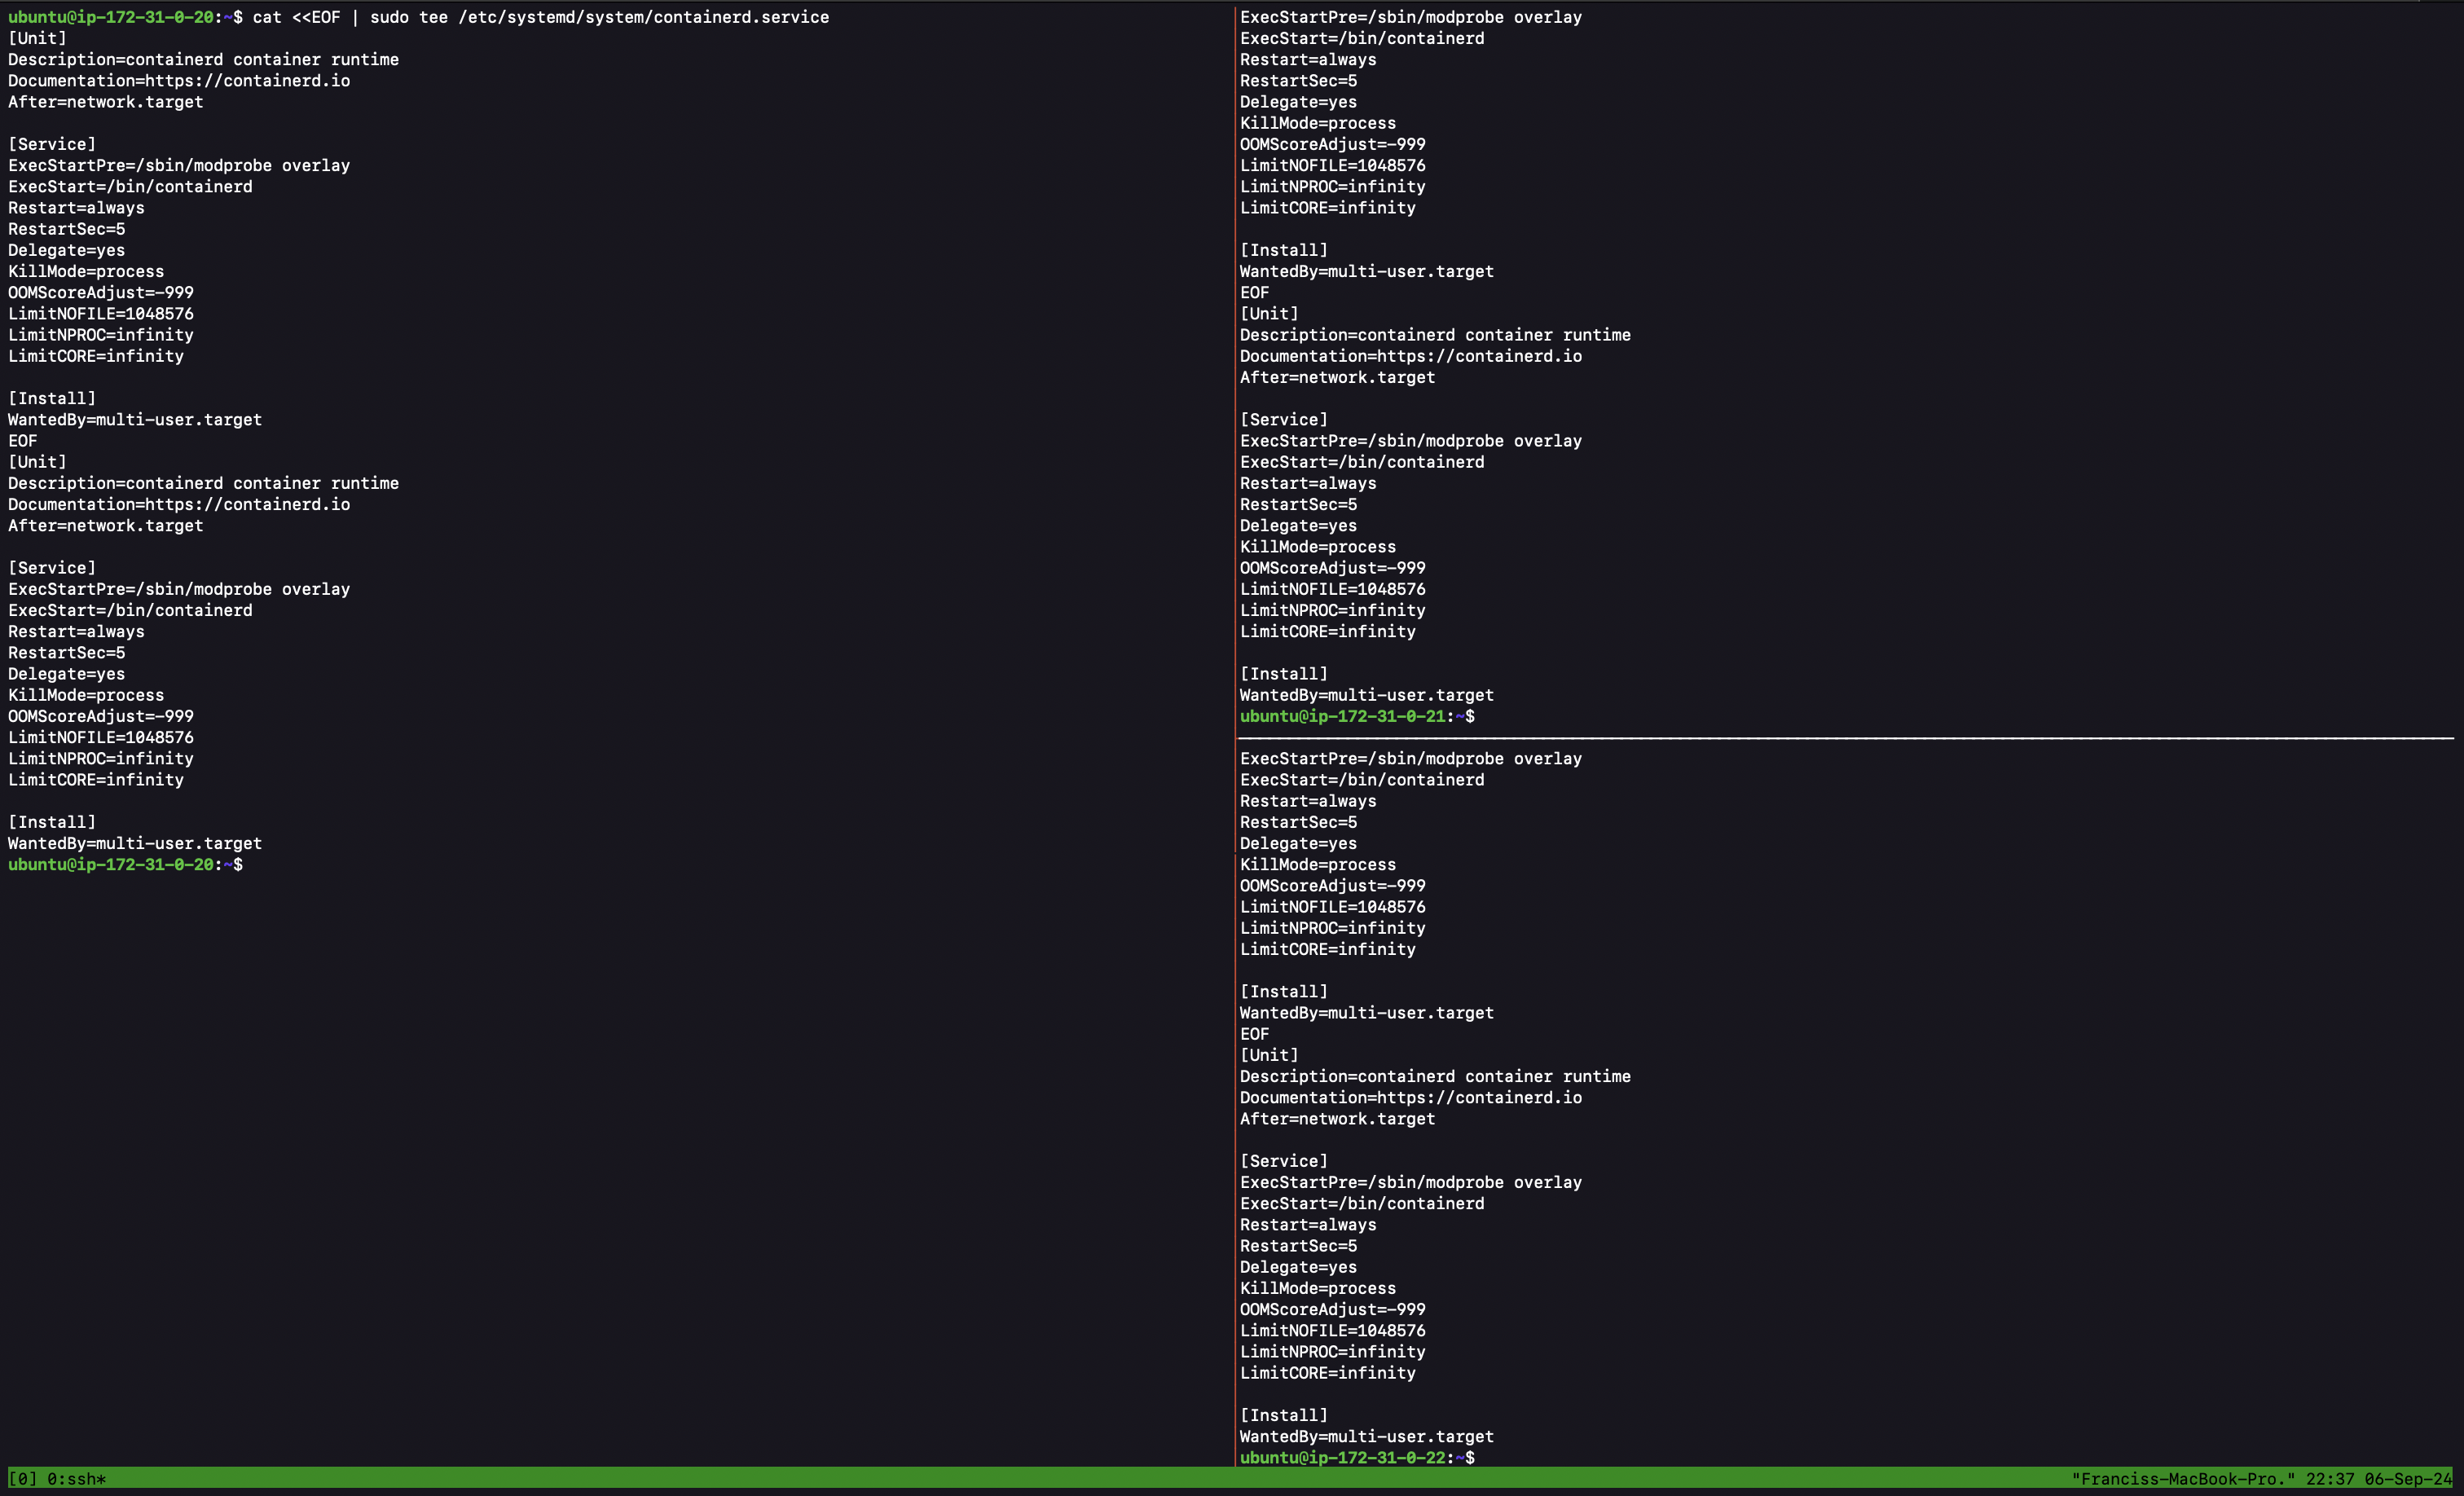 ubuntu@ip-172-31-0-20:~$ cat <<EOF | sudo tee /etc/systemd/system/containerd.service
[Unit]
Description=containerd container runtime
Documentation=https://containerd.io
After=network.target

[Service]
ExecStartPre=/sbin/modprobe overlay
ExecStart=/bin/containerd
Restart=always
RestartSec=5
Delegate=yes
KillMode=process
OOMScoreAdjust=-999
LimitNOFILE=1048576
LimitNPROC=infinity
LimitCORE=infinity

[Install]
WantedBy=multi-user.target
EOF
[Unit]
Description=containerd container runtime
Documentation=https://containerd.io
After=network.target

[Service]
ExecStartPre=/sbin/modprobe overlay
ExecStart=/bin/containerd
Restart=always
RestartSec=5
Delegate=yes
KillMode=process
OOMScoreAdjust=-999
LimitNOFILE=1048576
LimitNPROC=infinity
LimitCORE=infinity

[Install]
WantedBy=multi-user.target
ubuntu@ip-172-31-0-20:~$
ExecStartPre=/sbin/modprobe overlay
ExecStart=/bin/containerd
Restart=always
RestartSec=5
Delegate=yes
KillMode=process
OOMScoreAdjust=-999
LimitNOFILE=1048576
LimitNPROC=infinity
LimitCORE=infinity

[Install]
WantedBy=multi-user.target
EOF
[Unit]
Description=containerd container runtime
Documentation=https://containerd.io
After=network.target

[Service]
ExecStartPre=/sbin/modprobe overlay
ExecStart=/bin/containerd
Restart=always
RestartSec=5
Delegate=yes
KillMode=process
OOMScoreAdjust=-999
LimitNOFILE=1048576
LimitNPROC=infinity
LimitCORE=infinity

[Install]
WantedBy=multi-user.target
ubuntu@ip-172-31-0-21:~$
ExecStartPre=/sbin/modprobe overlay
ExecStart=/bin/containerd
Restart=always
RestartSec=5
Delegate=yes
KillMode=process
OOMScoreAdjust=-999
LimitNOFILE=1048576
LimitNPROC=infinity
LimitCORE=infinity

[Install]
WantedBy=multi-user.target
EOF
[Unit]
Description=containerd container runtime
Documentation=https://containerd.io
After=network.target

[Service]
ExecStartPre=/sbin/modprobe overlay
ExecStart=/bin/containerd
Restart=always
RestartSec=5
Delegate=yes
KillMode=process
OOMScoreAdjust=-999
LimitNOFILE=1048576
LimitNPROC=infinity
LimitCORE=infinity

[Install]
WantedBy=multi-user.target
ubuntu@ip-172-31-0-22:~$
[0] 0:ssh* "Franciss-MacBook-Pro." 22:37 06-Sep-24